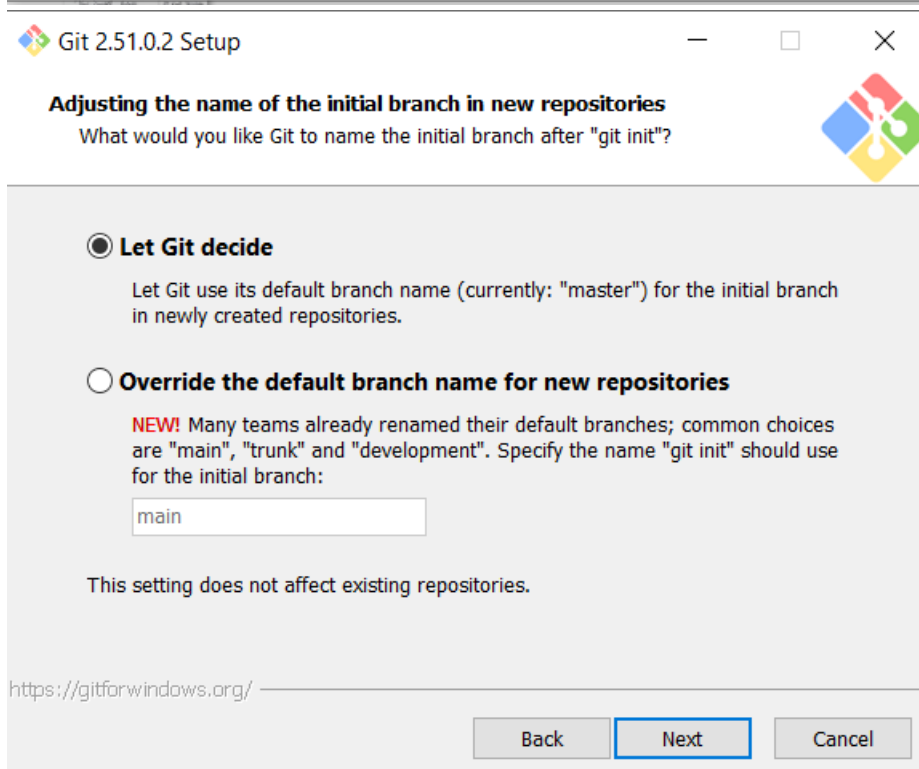 Git 2.51.0.2 Setup
Adjusting the name of the initial branch in new repositories
What would you like Git to name the initial branch after "git init"?
Let Git decide
Let Git use its default branch name (currently: "master") for the initial branch
in newly created repositories.
Override the default branch name for new repositories
NEW! Many teams already renamed their default branches; common choices
are "main", "trunk" and "development". Specify the name "git init" should use
for the initial branch:
main
This setting does not affect existing repositories.
https://gitforwindows.org/
Back Next Cancel